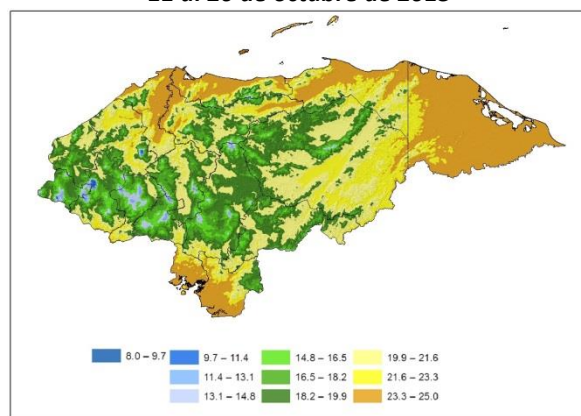 al de octubre de
8.0 – 9.7 9.7 – 11.4 14.8 – 16.5 19.9 – 21.6
11.4 – 13.1 16.5 – 18.2 21.6 – 23.3
13.1 – 14.8 18.2 – 19.9 23.3 – 25.0